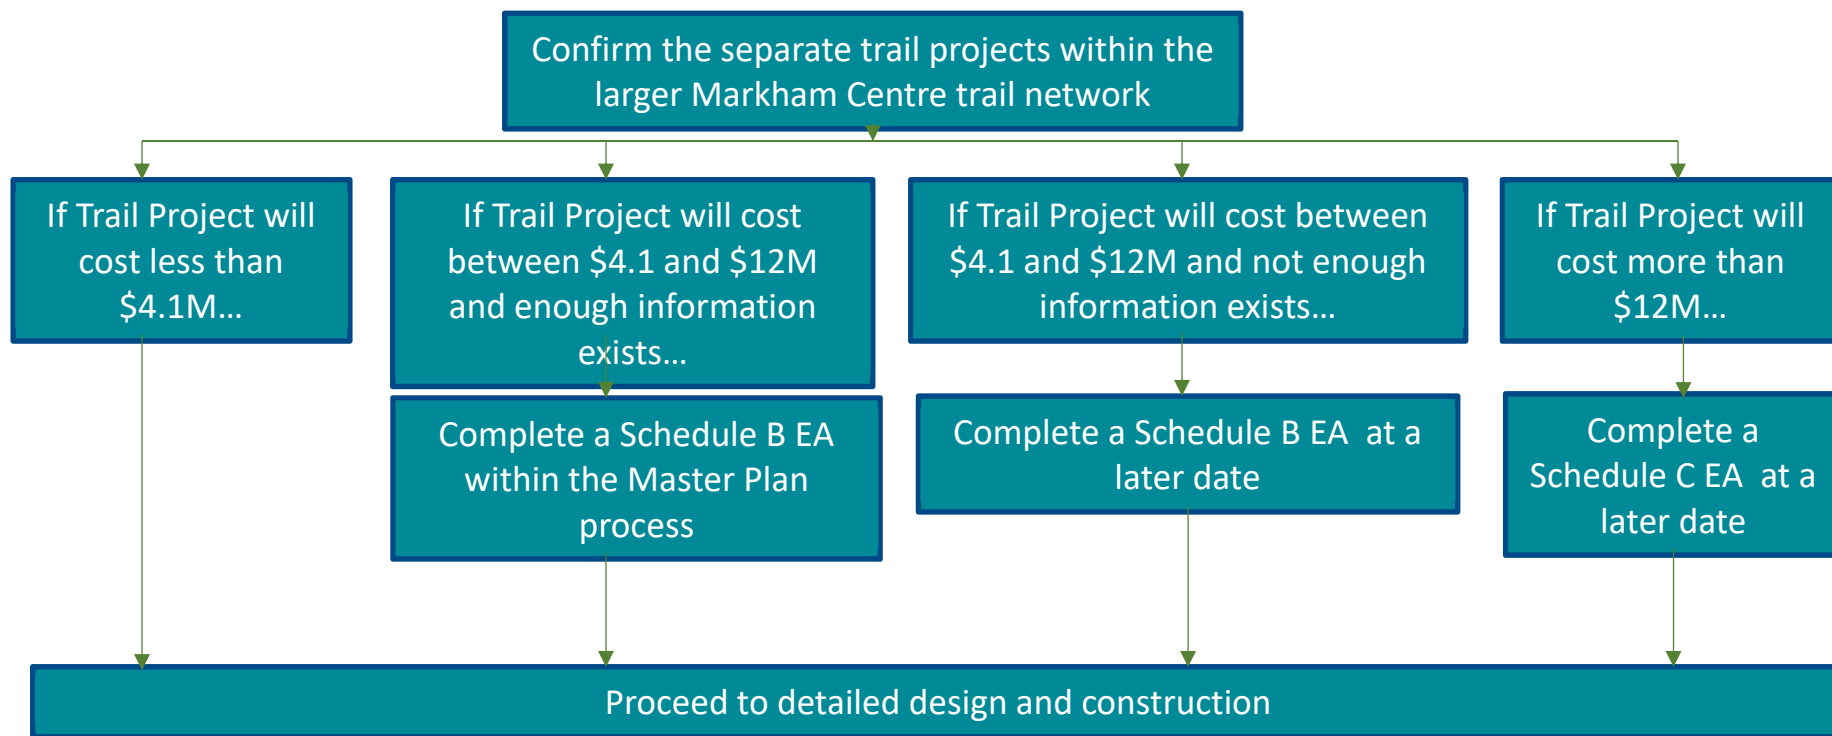 Confirm the separate trail projects within the
larger Markham Centre trail network
If Trail Project will
cost less than
$4.1M…
If Trail Project will cost
between $4.1 and $12M
and enough information
exists…
If Trail Project will cost between
$4.1 and $12M and not enough
information exists…
If Trail Project will
cost more than
$12M…
Complete a Schedule B EA
within the Master Plan
process
Complete a Schedule B EA  at a
later date
Complete a
Schedule C EA  at a
later date
Proceed to detailed design and construction